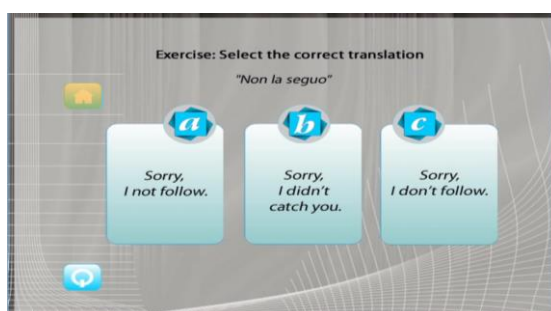 Exercise: Select the correct translation
"Non la seguo"
a
Sorry,
I not follow.
b
Sorry,
I didn't
catch you.
c
Sorry,
I don't follow.